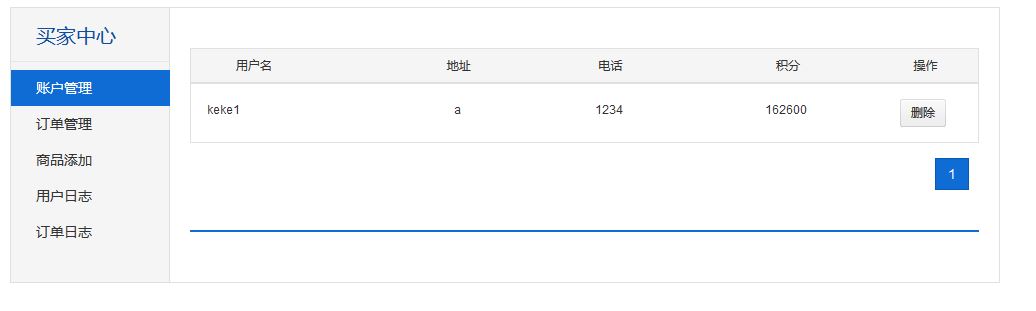 买家中心
账户管理
订单管理
商品添加
用户日志
订单日志
用户名 地址 电话 积分 操作
keke1 a 1234 162600 删除
1